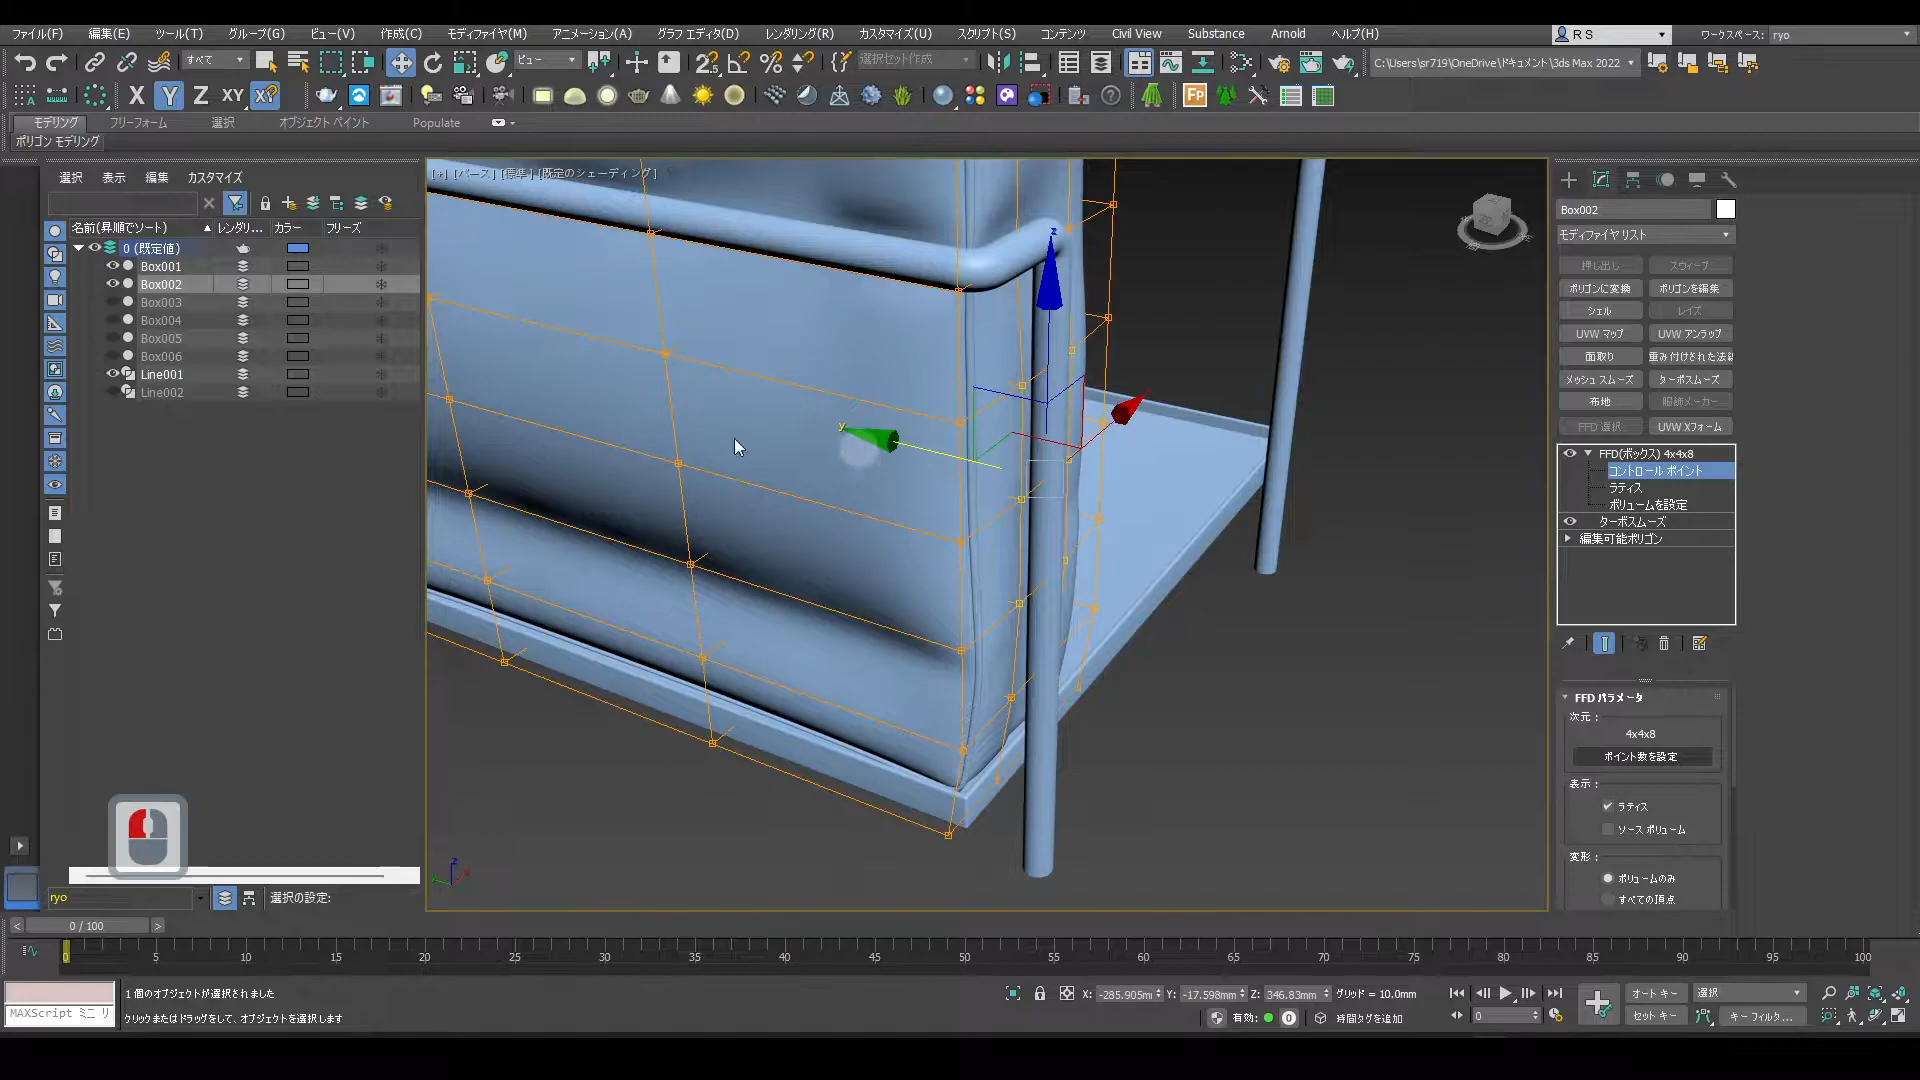 ファイル(F) 編集(E) ツール(T) グループ(G) ビュー(V) 作成(C) モディファイヤ(M) アニメーション(A) グラフ エディタ(D) レンダリング(R) カスタマイズ(U) スクリプト(S) コンテンツ Civil View Substance Arnold ヘルプ(H) R S ワークスペース: ryo
すべて ビュー 選択セット作成 C:\Users\sr719\OneDrive\ドキュメント\3ds Max 2022
X Y Z XY XY
モデリング フリーフォーム 選択 オブジェクト ペイント Populate
ポリゴン モデリング
選択 表示 編集 カスタマイズ
名前(昇順でソート) レンダリ... カラー フリーズ
0 (既定値)
Box001
Box002
Box003
Box004
Box005
Box006
Line001
Line002
ryo 選択の設定:
[+] [パース] [標準] [既定のシェーディング]
z
y
Box002
モディファイヤ リスト
押し出し スウィープ
ポリゴンに変換 ポリゴンを編集
シェル レイズ
UVW マップ UVW アンラップ
面取り 重み付けされた法線
メッシュ スムーズ ターボスムーズ
布地 服飾メーカー
FFD 選択 UVW Xフォーム
FFD(ボックス) 4x4x8
コントロール ポイント
ラティス
ボリュームを設定
ターボスムーズ
編集可能ポリゴン
FFD パラメータ
次元:
4x4x8
ポイント数を設定
表示:
ラティス
ソース ボリューム
変形:
ボリュームのみ
すべての頂点
0 / 100
0 5 10 15 20 25 30 35 40 45 50 55 60 65 70 75 80 85 90 95 100
1 個のオブジェクトが選択されました
MAXScript ミニ リ
クリックまたはドラッグをして、オブジェクトを選択します
X: -285.905mm Y: -17.598mm Z: 346.83mm グリッド = 10.0mm
有効: 0 時間タグを追加
0
オート キー 選択
セット キー キー フィルタ...